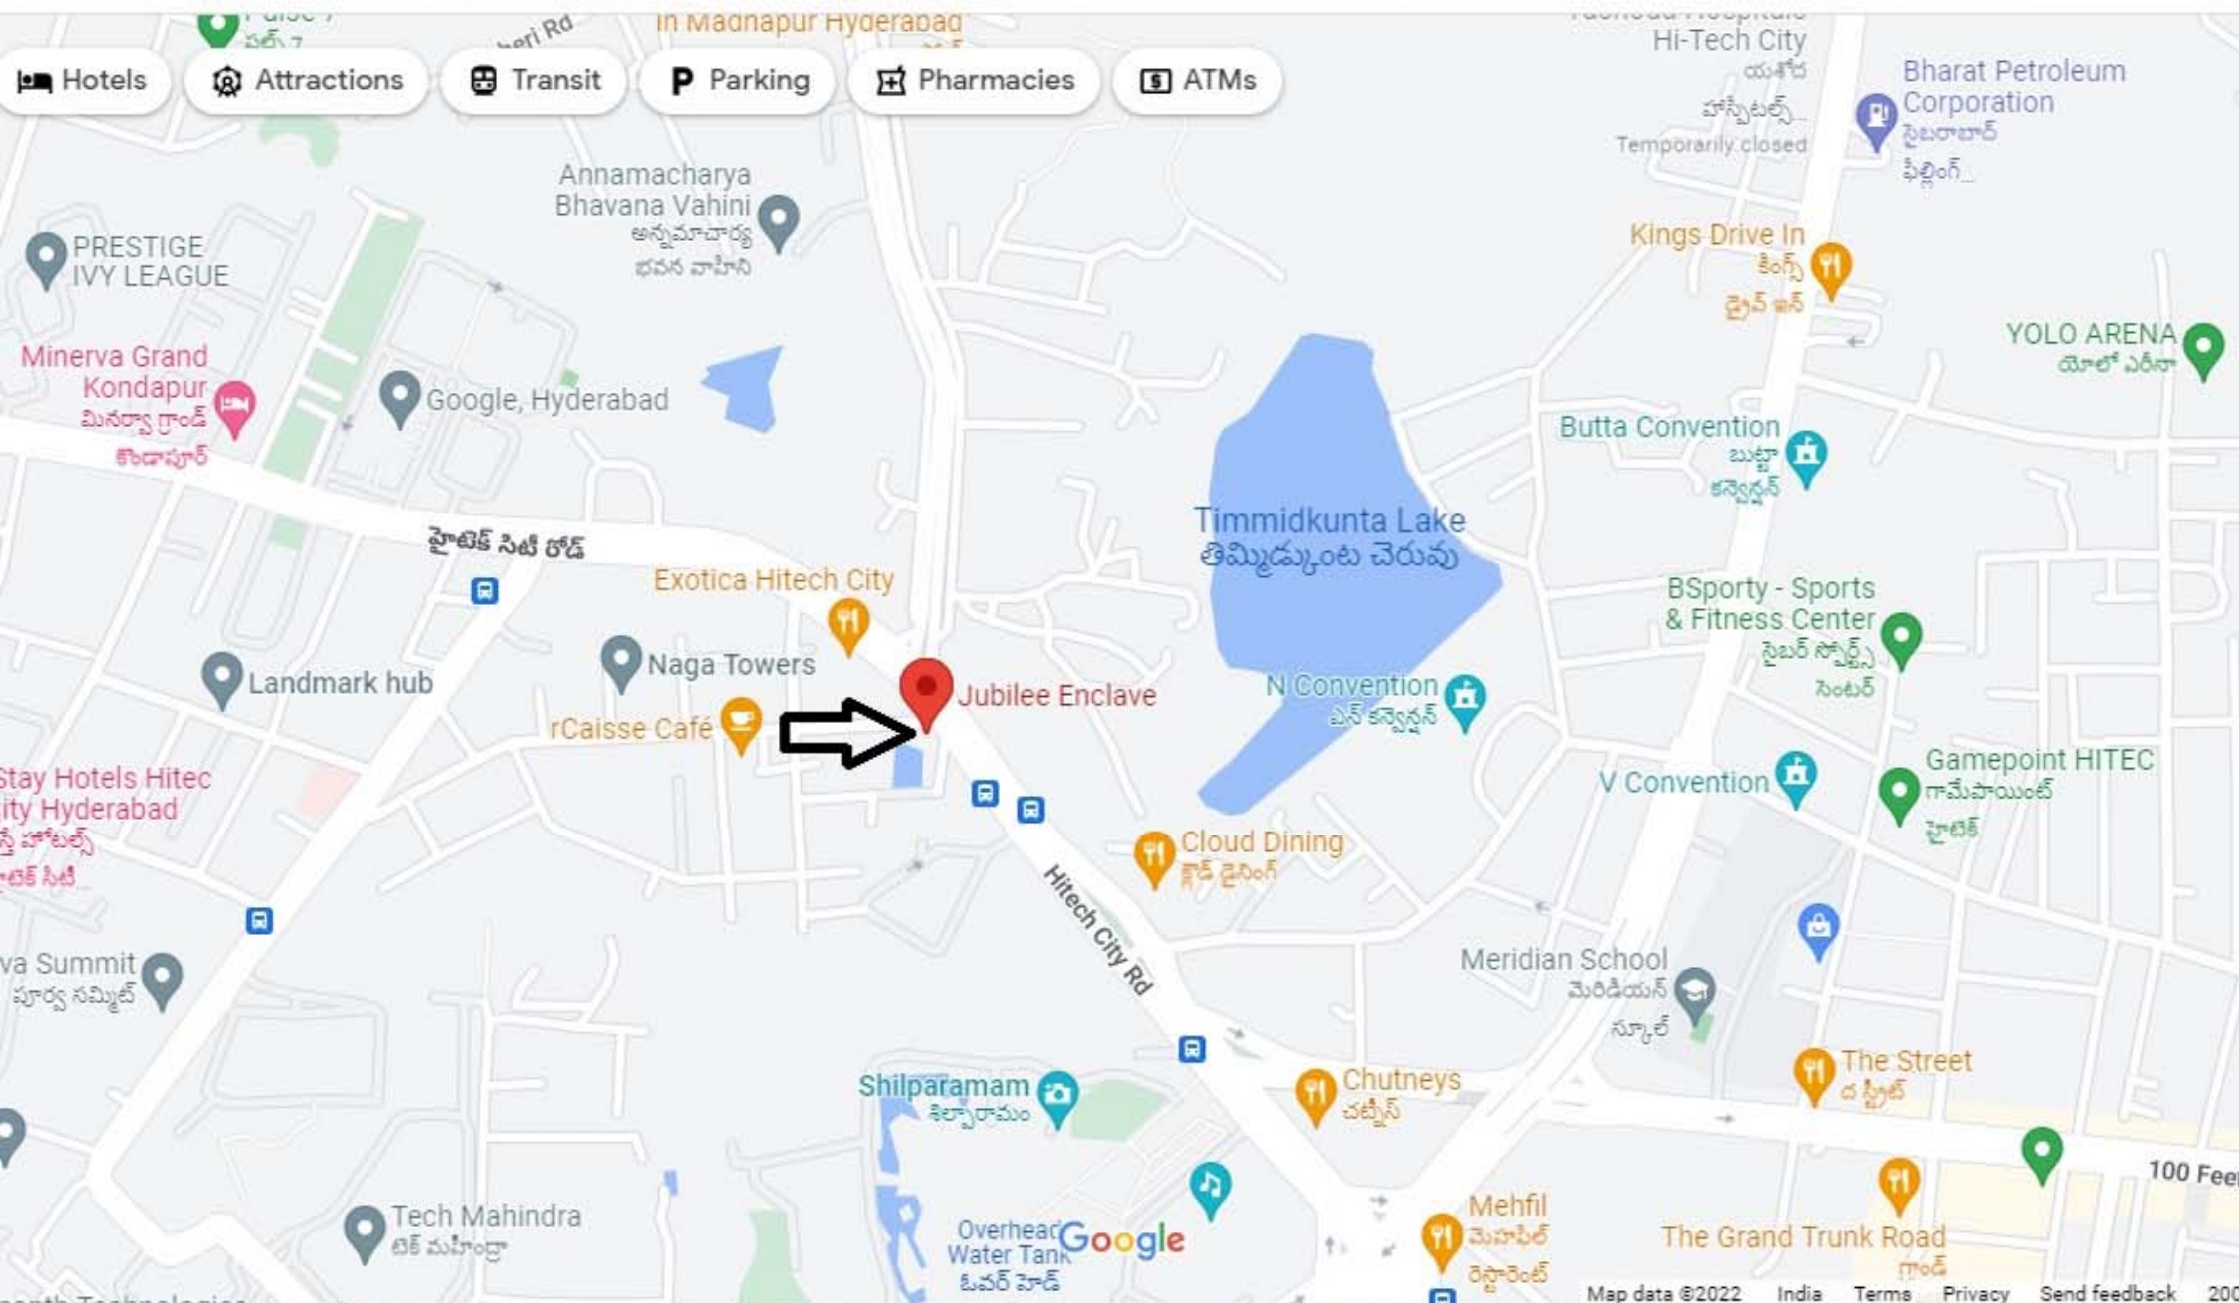 In Madhapur Hyderabad
Hi-Tech City
యశోద
హాస్పిటల్స్...
Temporarily closed
Bharat Petroleum
Corporation
సైబరాబాద్
ఫిల్లింగ్...
Hotels
Attractions
Transit
Parking
Pharmacies
ATMs
Annamacharya
Bhavana Vahini
అన్నమాచార్య
భవన వాహిని
PRESTIGE
IVY LEAGUE
Kings Drive In
కింగ్స్
డ్రైవ్ ఇన్
YOLO ARENA
యోలో ఎరీనా
Minerva Grand
Kondapur
మినర్వా గ్రాండ్
కొండాపూర్
Google, Hyderabad
Butta Convention
బుట్టా
కన్వెన్షన్
Timmidkunta Lake
తిమ్మిడ్కుంట చెరువు
హైటెక్ సిటీ రోడ్
Exotica Hitech City
BSporty - Sports
& Fitness Center
సైబర్ స్పోర్ట్స్
సెంటర్
Naga Towers
Landmark hub
Jubilee Enclave
N Convention
ఎన్ కన్వెన్షన్
rCaisse Café
Stay Hotels Hitec
ity Hyderabad
స్తే హోటల్స్
టెక్ సిటీ...
V Convention
Gamepoint HITEC
గామేపాయింట్
హైటెక్
Cloud Dining
క్లౌడ్ డైనింగ్
Hitech City Rd
va Summit
పూర్వ సమ్మిట్
Meridian School
మెరిడియన్
స్కూల్
Shilparamam
శిల్పారామం
Chutneys
చట్నీస్
The Street
ద స్ట్రీట్
100 Fee
Tech Mahindra
టెక్ మహీంద్రా
Overhead
Water Tank
ఓవర్ హెడ్
Google
Mehfil
మెహఫిల్
రెస్టారెంట్
The Grand Trunk Road
గ్రాండ్
Map data ©2022 India Terms Privacy Send feedback